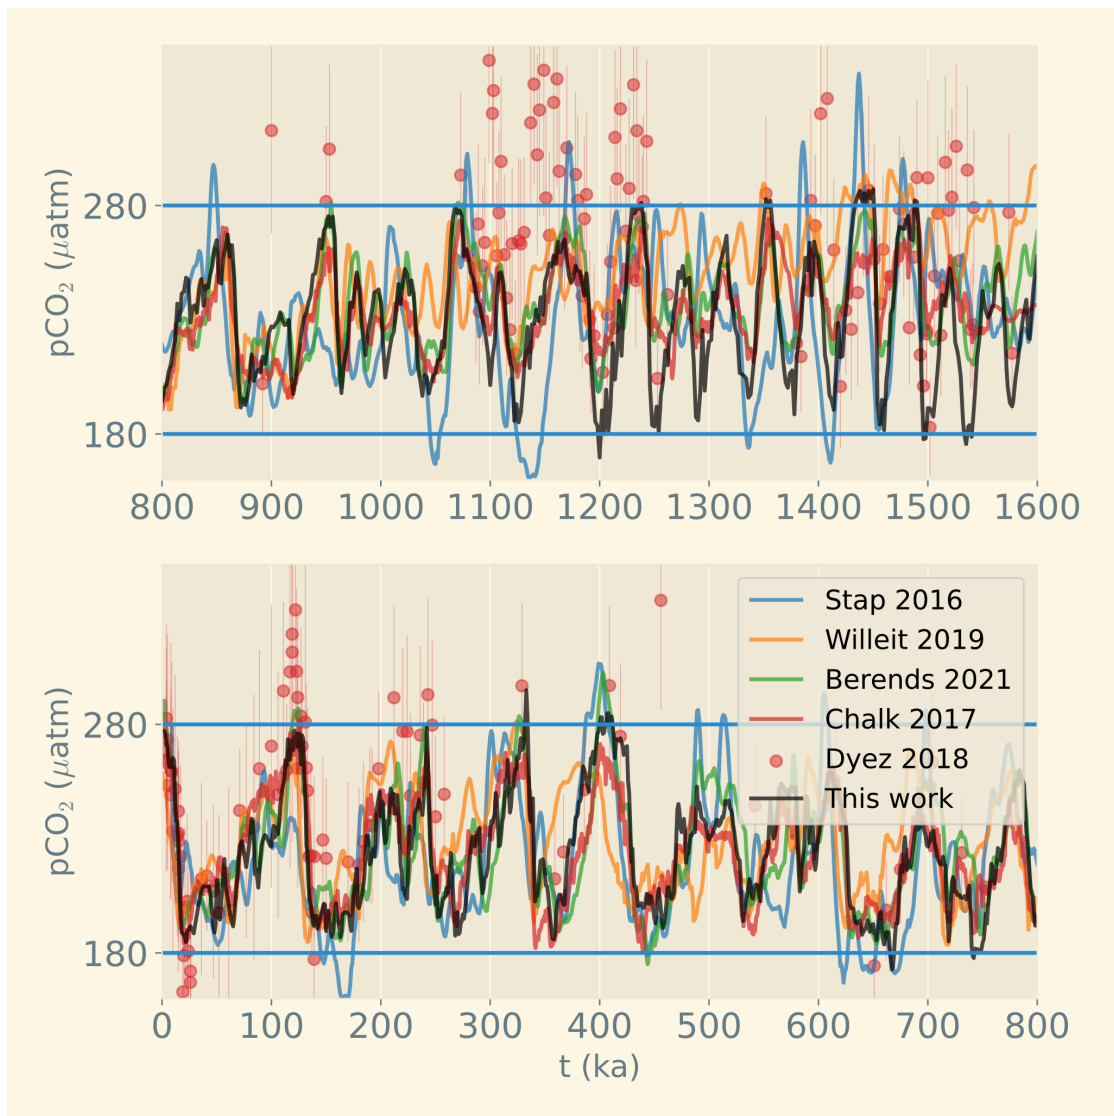 pCO₂ (μatm)
280
180
800 900 1000 1100 1200 1300 1400 1500 1600
pCO₂ (μatm)
280
180
Stap 2016
Willeit 2019
Berends 2021
Chalk 2017
Dyez 2018
This work
0 100 200 300 400 500 600 700 800
t (ka)